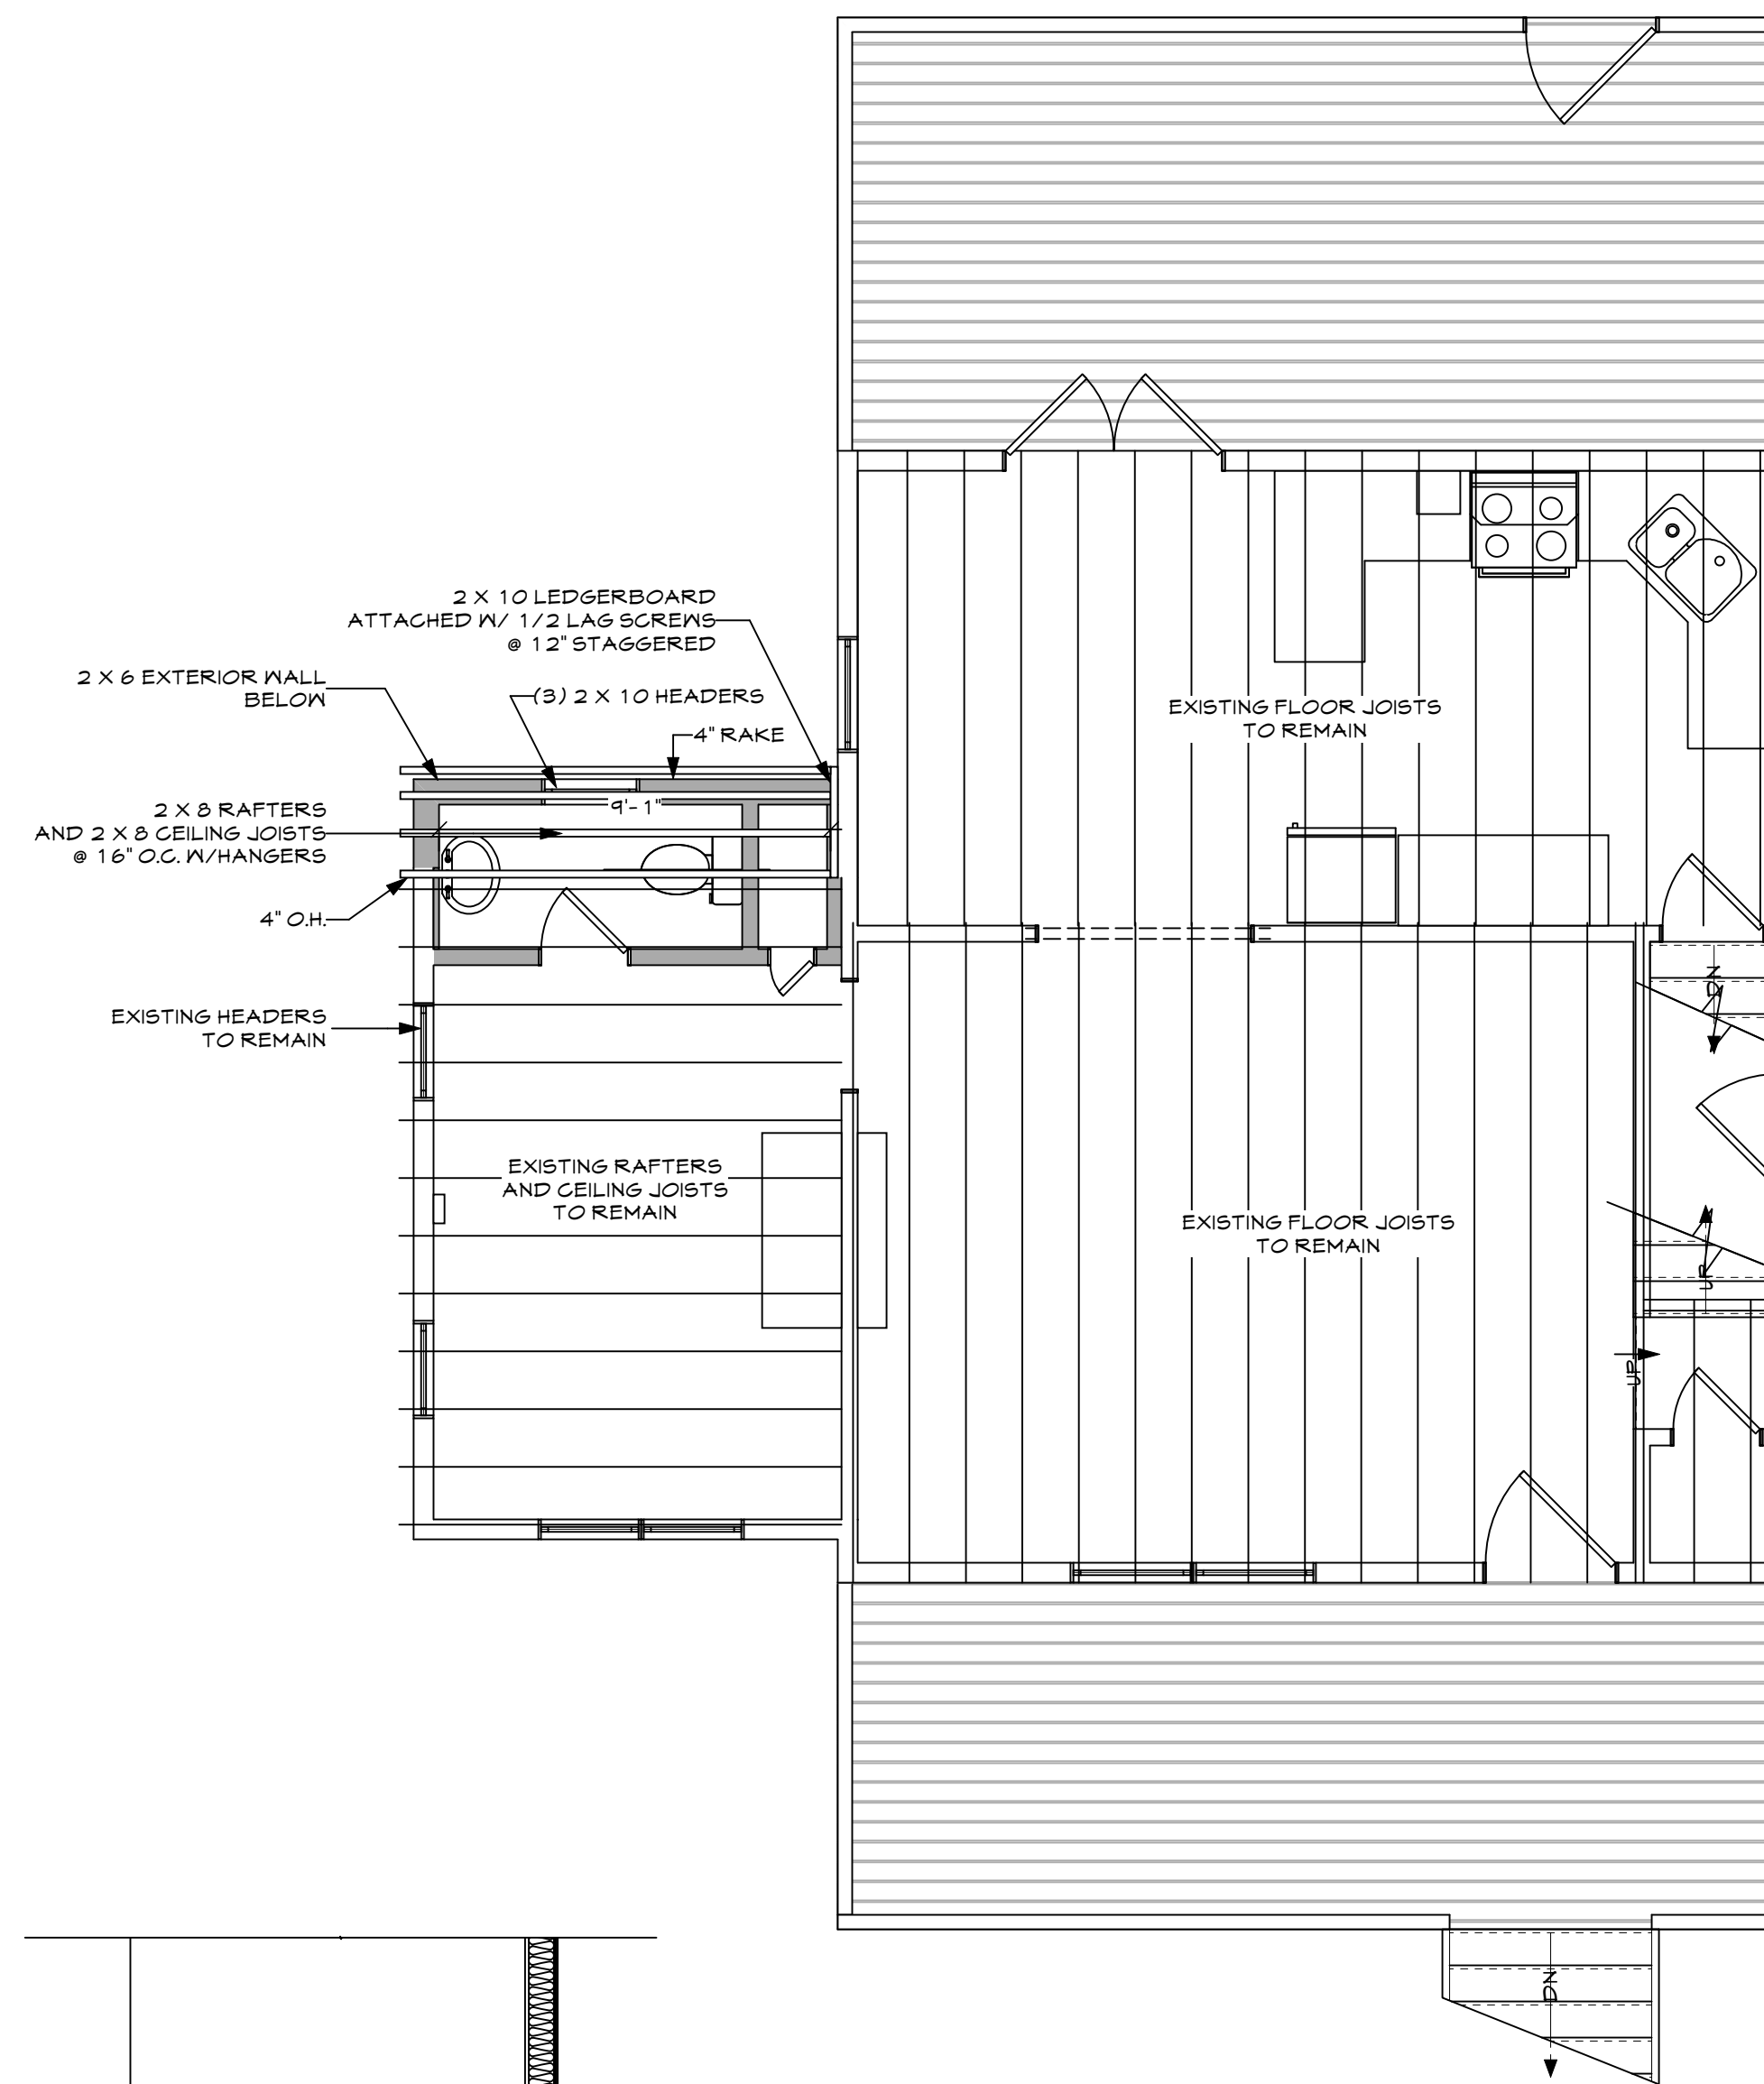 2 X 10 LEDGERBOARD
ATTACHED W/ 1/2 LAG SCREWS
@ 12" STAGGERED
2 X 6 EXTERIOR WALL
BELOW
(3) 2 X 10 HEADERS
4" RAKE
EXISTING FLOOR JOISTS
TO REMAIN
9'-1"
2 X 8 RAFTERS
AND 2 X 8 CEILING JOISTS
@ 16" O.C. W/HANGERS
4" O.H.
DN
EXISTING HEADERS
TO REMAIN
EXISTING RAFTERS
AND CEILING JOISTS
TO REMAIN
EXISTING FLOOR JOISTS
TO REMAIN
UP
UP
DN